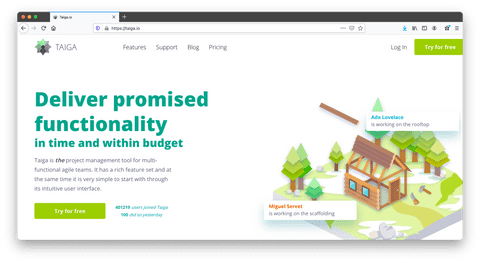 Taiga.io
https://taiga.io
TAIGA
Features Support Blog Pricing
Log In
Try for free
Deliver promised
functionality
in time and within budget
Taiga is the project management tool for multi-
functional agile teams. It has a rich feature set and at
the same time it is very simple to start with through
its intuitive user interface.
Try for free
401219 users joined Taiga
100 did so yesterday
Ada Lovelace
is working on the rooftop
Miguel Servet
is working on the scaffolding